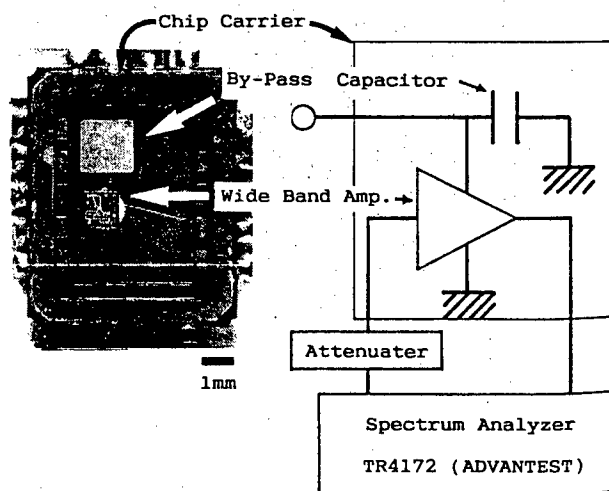 Chip Carrier
By-Pass Capacitor
Wide Band Amp.
Attenuater
1mm
Spectrum Analyzer
TR4172 (ADVANTEST)